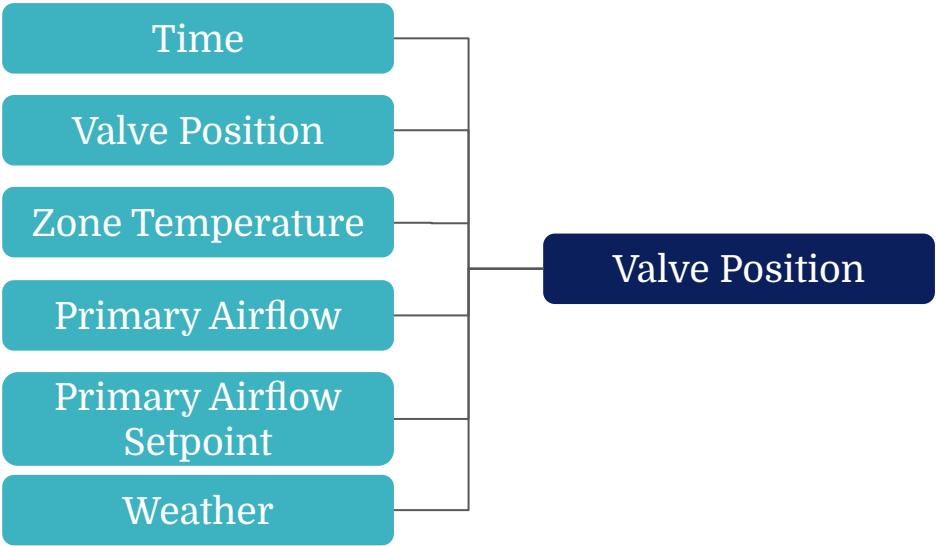 Time
Valve Position
Zone Temperature
Primary Airflow
Primary Airflow
Setpoint
Weather
Valve Position